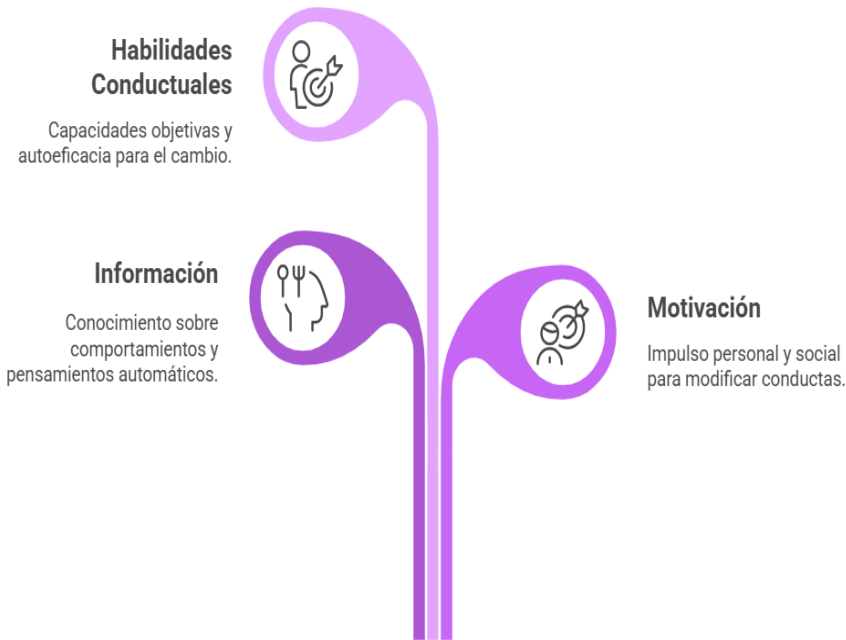 Habilidades
Conductuales
Capacidades objetivas y
autoeficacia para el cambio.
Información
Conocimiento sobre
comportamientos y
pensamientos automáticos.
Motivación
Impulso personal y social
para modificar conductas.